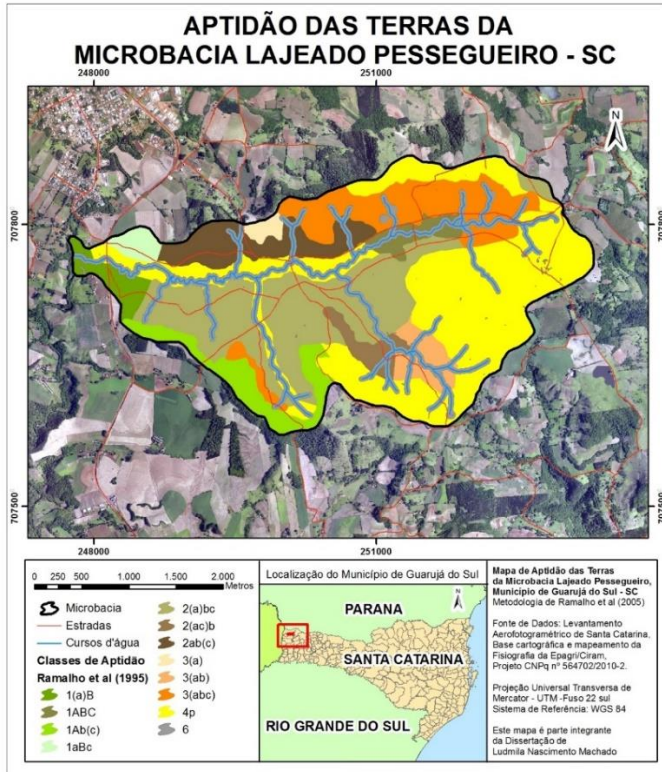 APTIDÃO DAS TERRAS DA
MICROBACIA LAJEADO PESSEGUEIRO - SC
248000
251000
707800
707800
N
707500
707500
248000
251000
0 250 500 1.000 1.500 2.000
Metros
Microbacia
Estradas
Cursos d'água
Classes de Aptidão
Ramalho et al (1995)
1(a)B
1ABC
1Ab(c)
1aBc
2(a)bc
2(ac)b
2ab(c)
3(a)
3(ab)
3(abc)
4p
6
Localização do Município de Guarujá do Sul
N
PARANA
SANTA CATARINA
RIO GRANDE DO SUL
Mapa de Aptidão das Terras
da Microbacia Lajeado Pessegueiro,
Município de Guarujá do Sul - SC
Metodologia de Ramalho et al (2005)
Fonte de Dados: Levantamento
Aerofotogramétrico de Santa Catarina,
Base cartográfica e mapeamento da
Fisiografia da Epagri/Ciram,
Projeto CNPq nº 564702/2010-2.
Projeção Universal Transversa de
Mercator - UTM -Fuso 22 sul
Sistema de Referência: WGS 84
Este mapa é parte integrante
da Dissertação de
Ludmila Nascimento Machado